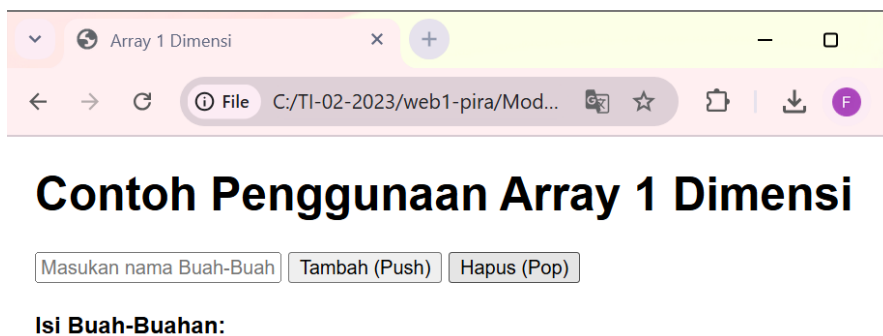 Array 1 Dimensi
File C:/TI-02-2023/web1-pira/Mod...
F
Contoh Penggunaan Array 1 Dimensi
Masukan nama Buah-Buah Tambah (Push) Hapus (Pop)
Isi Buah-Buahan: